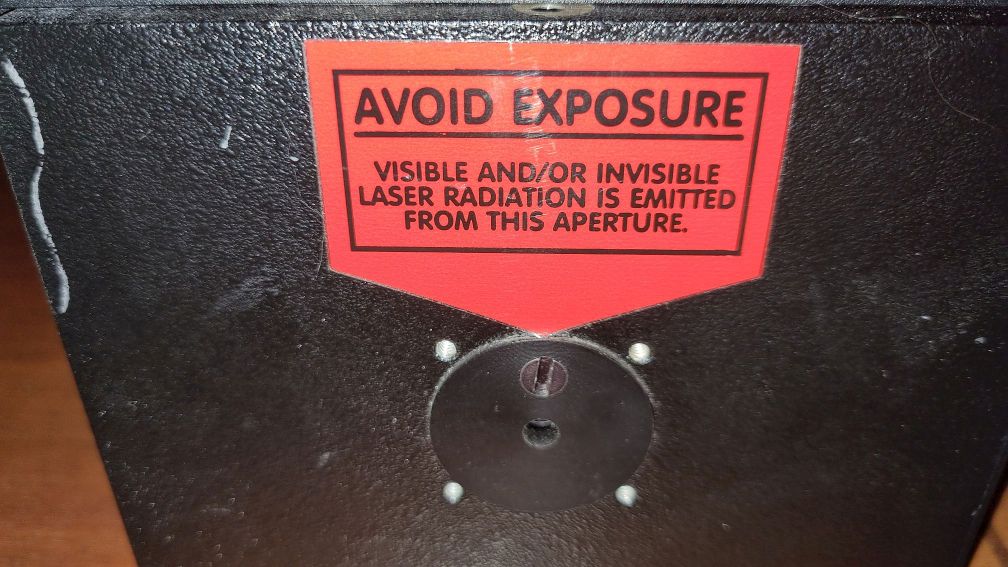 AVOID EXPOSURE
VISIBLE AND/OR INVISIBLE
LASER RADIATION IS EMITTED
FROM THIS APERTURE.